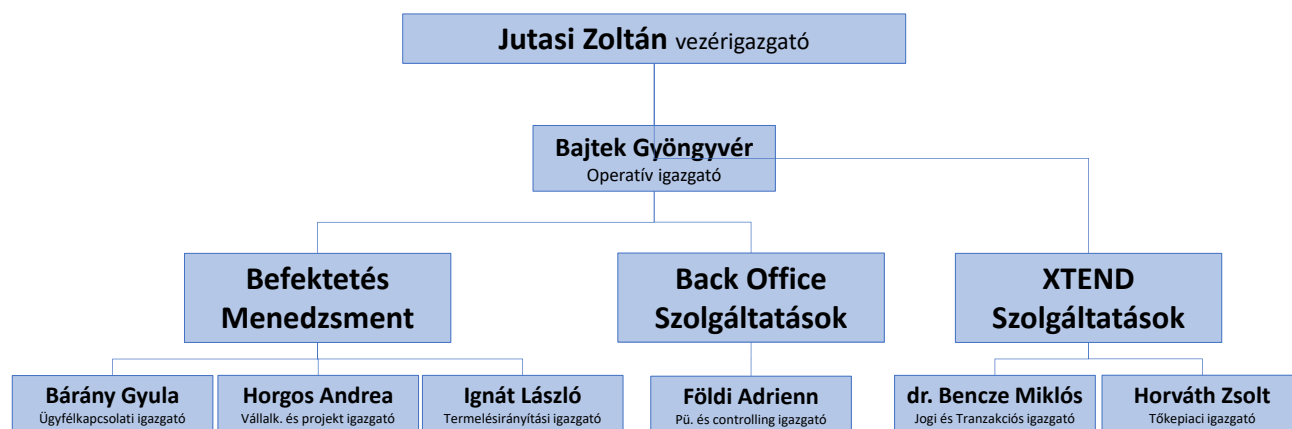 Jutasi Zoltán vezérigazgató
Bajtek Gyöngyvér
Operatív igazgató
Befektetés
Menedzsment
Back Office
Szolgáltatások
XTEND
Szolgáltatások
Bárány Gyula
Ügyfélkapcsolati igazgató
Horgos Andrea
Vállalk. és projekt igazgató
Ignát László
Termelésirányítási igazgató
Földi Adrienn
Pü. és controlling igazgató
dr. Bencze Miklós
Jogi és Tranzakciós igazgató
Horváth Zsolt
Tőkepiaci igazgató